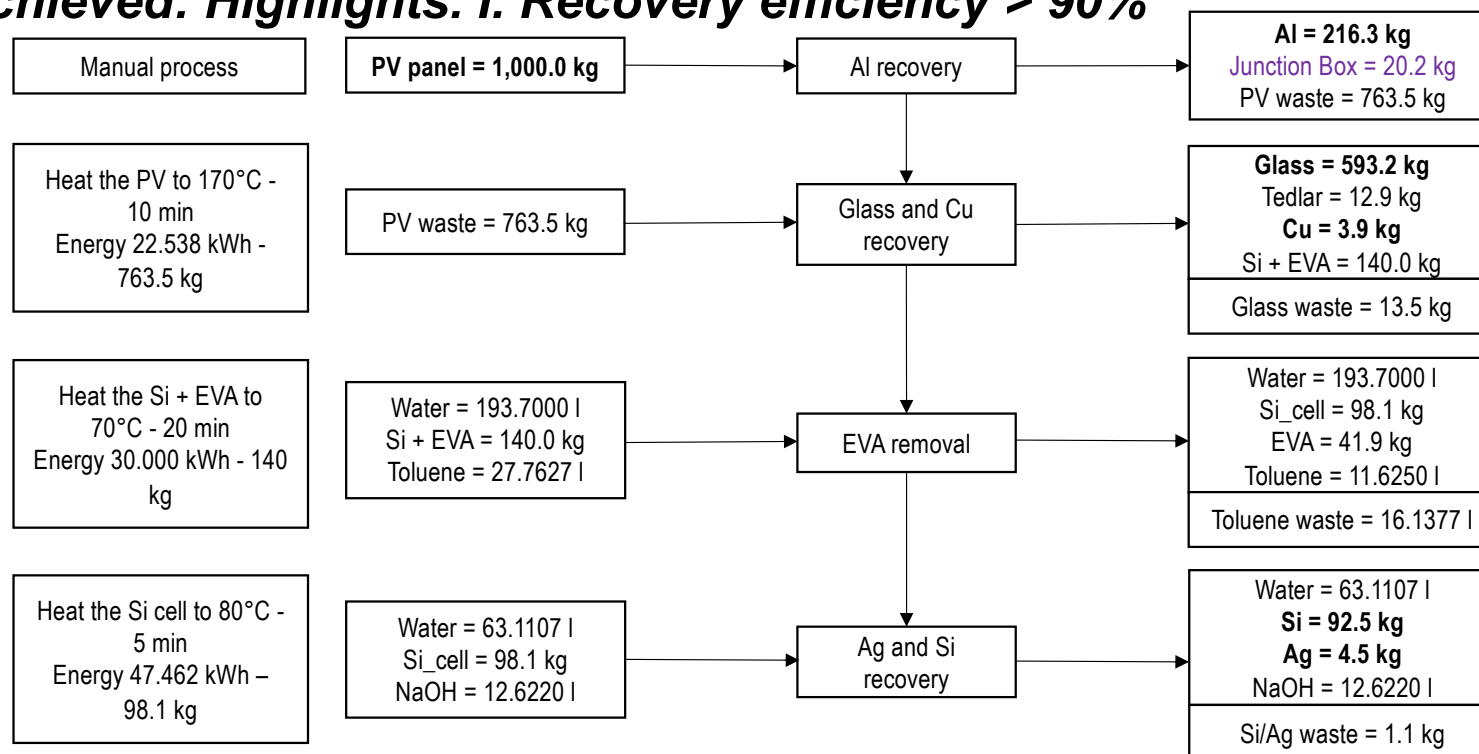 chieved. Highlights: I. Recovery efficiency > 90%
Manual process
PV panel = 1,000.0 kg
Al recovery
Al = 216.3 kg
Junction Box = 20.2 kg
PV waste = 763.5 kg
Heat the PV to 170°C -
10 min
Energy 22.538 kWh -
763.5 kg
PV waste = 763.5 kg
Glass and Cu
recovery
Glass = 593.2 kg
Tedlar = 12.9 kg
Cu = 3.9 kg
Si + EVA = 140.0 kg
Glass waste = 13.5 kg
Heat the Si + EVA to
70°C - 20 min
Energy 30.000 kWh - 140
kg
Water = 193.7000 l
Si + EVA = 140.0 kg
Toluene = 27.7627 l
EVA removal
Water = 193.7000 l
Si_cell = 98.1 kg
EVA = 41.9 kg
Toluene = 11.6250 l
Toluene waste = 16.1377 l
Heat the Si cell to 80°C -
5 min
Energy 47.462 kWh –
98.1 kg
Water = 63.1107 l
Si_cell = 98.1 kg
NaOH = 12.6220 l
Ag and Si
recovery
Water = 63.1107 l
Si = 92.5 kg
Ag = 4.5 kg
NaOH = 12.6220 l
Si/Ag waste = 1.1 kg